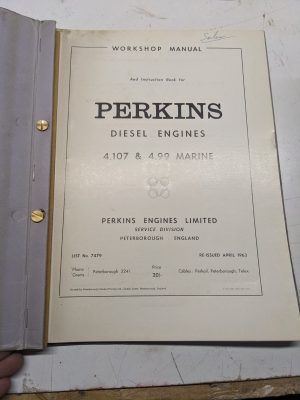 WORKSHOP MANUAL
And Instruction Book for
PERKINS
DIESEL ENGINES
4.107 & 4.99 MARINE
PERKINS ENGINES LIMITED
SERVICE DIVISION
PETERBOROUGH ENGLAND
LIST No. 7479 RE-ISSUED APRIL 1963
Phone Peterborough 2241 Price 20/- Cables: Perkoil, Peterborough, Telex
Grams